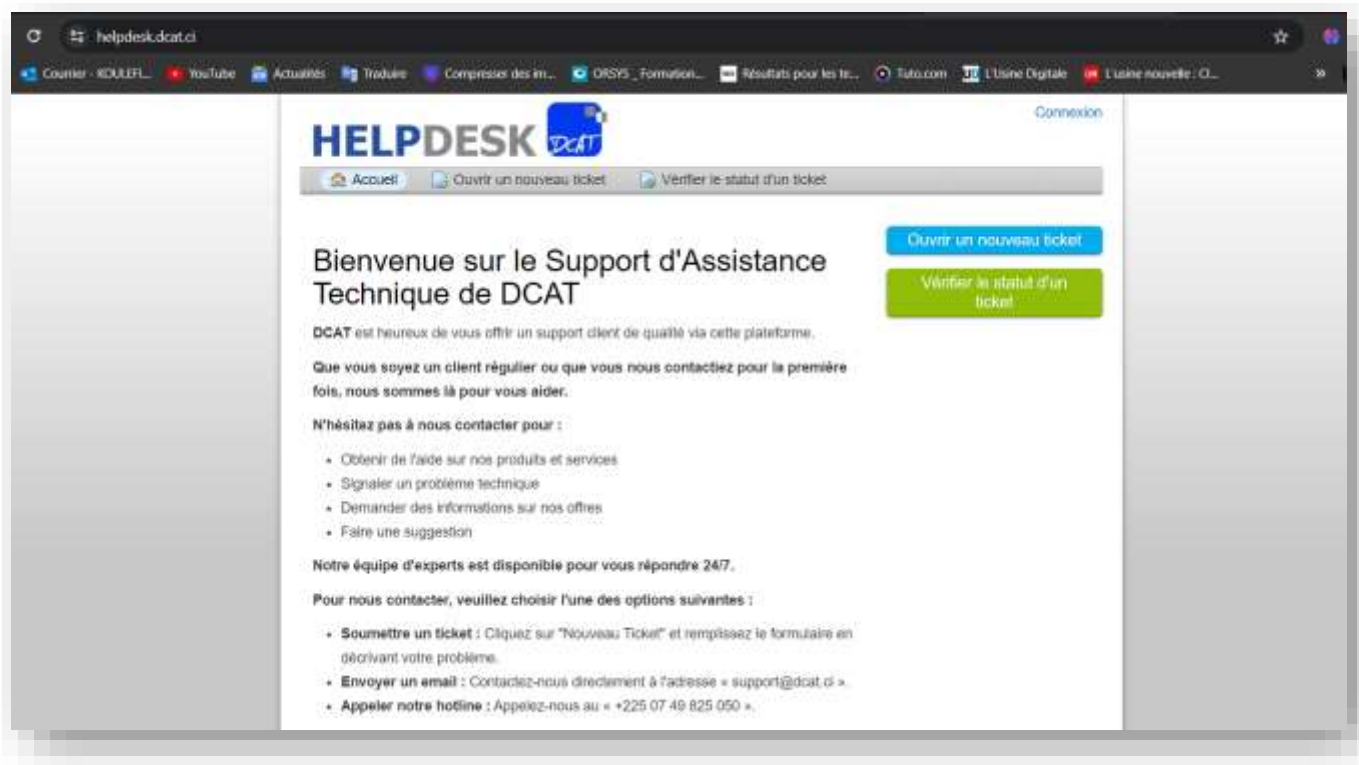 helpdesk.dcat.ci
Courrier - KOULEFI... YouTube Actualités Traduire Compresser des im... ORSYS _ Formation... Résultats pour les te... Tuto.com L'Usine Digitale L'usine nouvelle : Cl... »
Connexion
HELPDESK DCAT
Accueil Ouvrir un nouveau ticket Vérifier le statut d'un ticket
Ouvrir un nouveau ticket
Vérifier le statut d'un
ticket
Bienvenue sur le Support d'Assistance
Technique de DCAT
DCAT est heureux de vous offrir un support client de qualité via cette plateforme.
Que vous soyez un client régulier ou que vous nous contactiez pour la première
fois, nous sommes là pour vous aider.
N'hésitez pas à nous contacter pour :
• Obtenir de l'aide sur nos produits et services
• Signaler un problème technique
• Demander des informations sur nos offres
• Faire une suggestion
Notre équipe d'experts est disponible pour vous répondre 24/7.
Pour nous contacter, veuillez choisir l'une des options suivantes :
• Soumettre un ticket : Cliquez sur "Nouveau Ticket" et remplissez le formulaire en
décrivant votre problème.
• Envoyer un email : Contactez-nous directement à l'adresse « support@dcat.ci ».
• Appeler notre hotline : Appelez-nous au « +225 07 49 825 050 ».